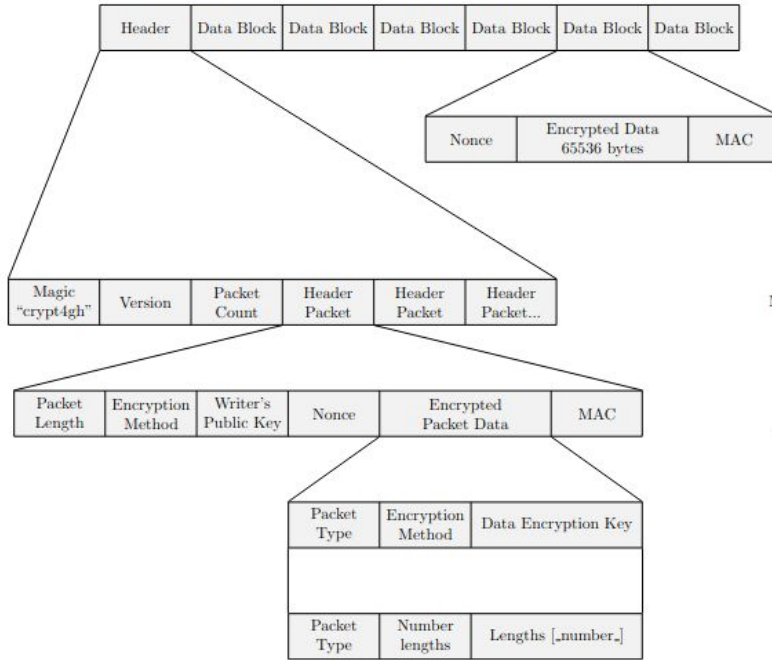 Header Data Block Data Block Data Block Data Block Data Block Data Block
Nonce Encrypted Data MAC
65536 bytes
Magic Version Packet Header Header Header
“crypt4gh” Count Packet Packet Packet...
Packet Encryption Writer's Nonce Encrypted MAC
Length Method Public Key Packet Data
Packet Encryption Data Encryption Key
Type Method
Packet Number Lengths [_number_]
Type lengths